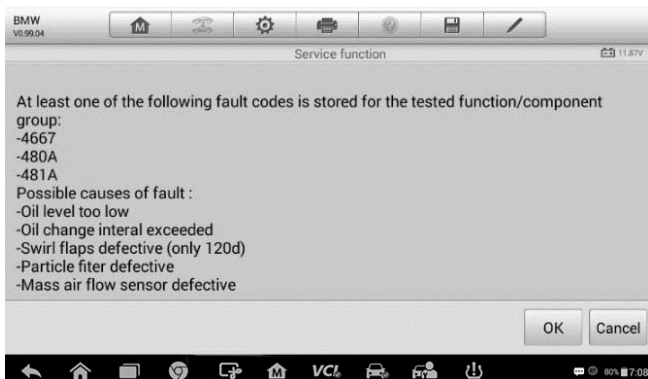 BMW
V0.99.04
M
Service function
11.87V
At least one of the following fault codes is stored for the tested function/component
group:
-4667
-480A
-481A
Possible causes of fault :
-Oil level too low
-Oil change interal exceeded
-Swirl flaps defective (only 120d)
-Particle fiter defective
-Mass air flow sensor defective
OK Cancel
M VCI 80% 7:08